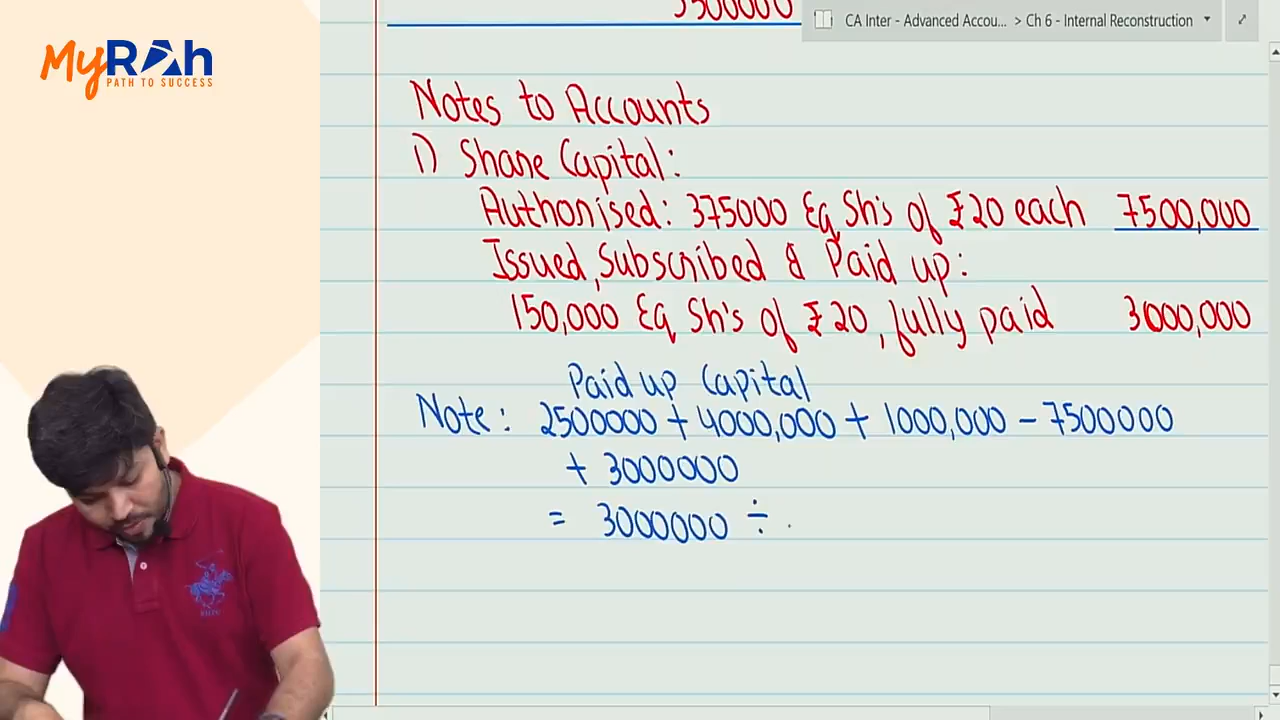 3500000
CA Inter - Advanced Accou... > Ch 6 - Internal Reconstruction
MyRAh
PATH TO SUCCESS
Notes to Accounts
1) Share Capital:
Authorised: 375000 Eq Sh's of ₹20 each 7500,000
Issued, Subscribed & Paid up:
150,000 Eq Sh's of ₹20, fully paid 3000,000
Paid up Capital
Note: 2500000 + 4000,000 + 1000,000 - 7500000
+ 3000000
= 3000000 ÷